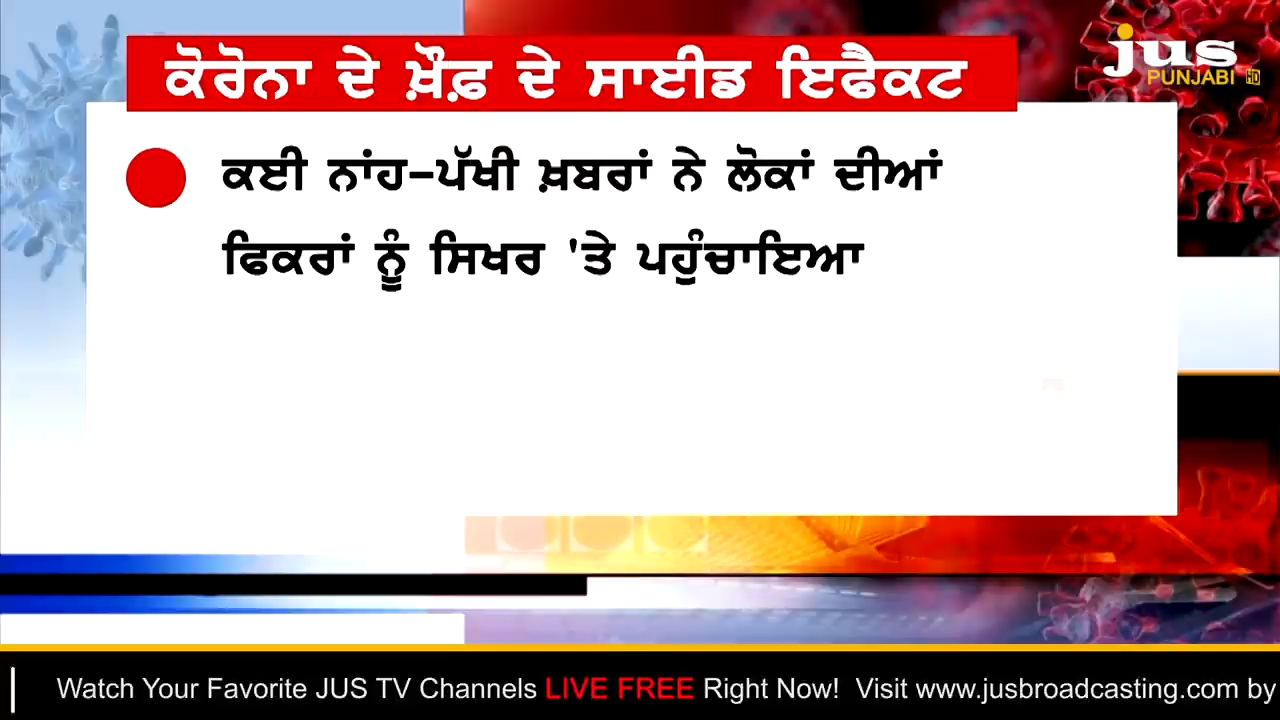 ਕੋਰੋਨਾ ਦੇ ਖ਼ੌਫ਼ ਦੇ ਸਾਈਡ ਇਫੈਕਟ
jus
PUNJABI HD
ਕਈ ਨਾਂਹ-ਪੱਖੀ ਖ਼ਬਰਾਂ ਨੇ ਲੋਕਾਂ ਦੀਆਂ
ਫਿਕਰਾਂ ਨੂੰ ਸਿਖਰ 'ਤੇ ਪਹੁੰਚਾਇਆ
Watch Your Favorite JUS TV Channels LIVE FREE Right Now! Visit www.jusbroadcasting.com by